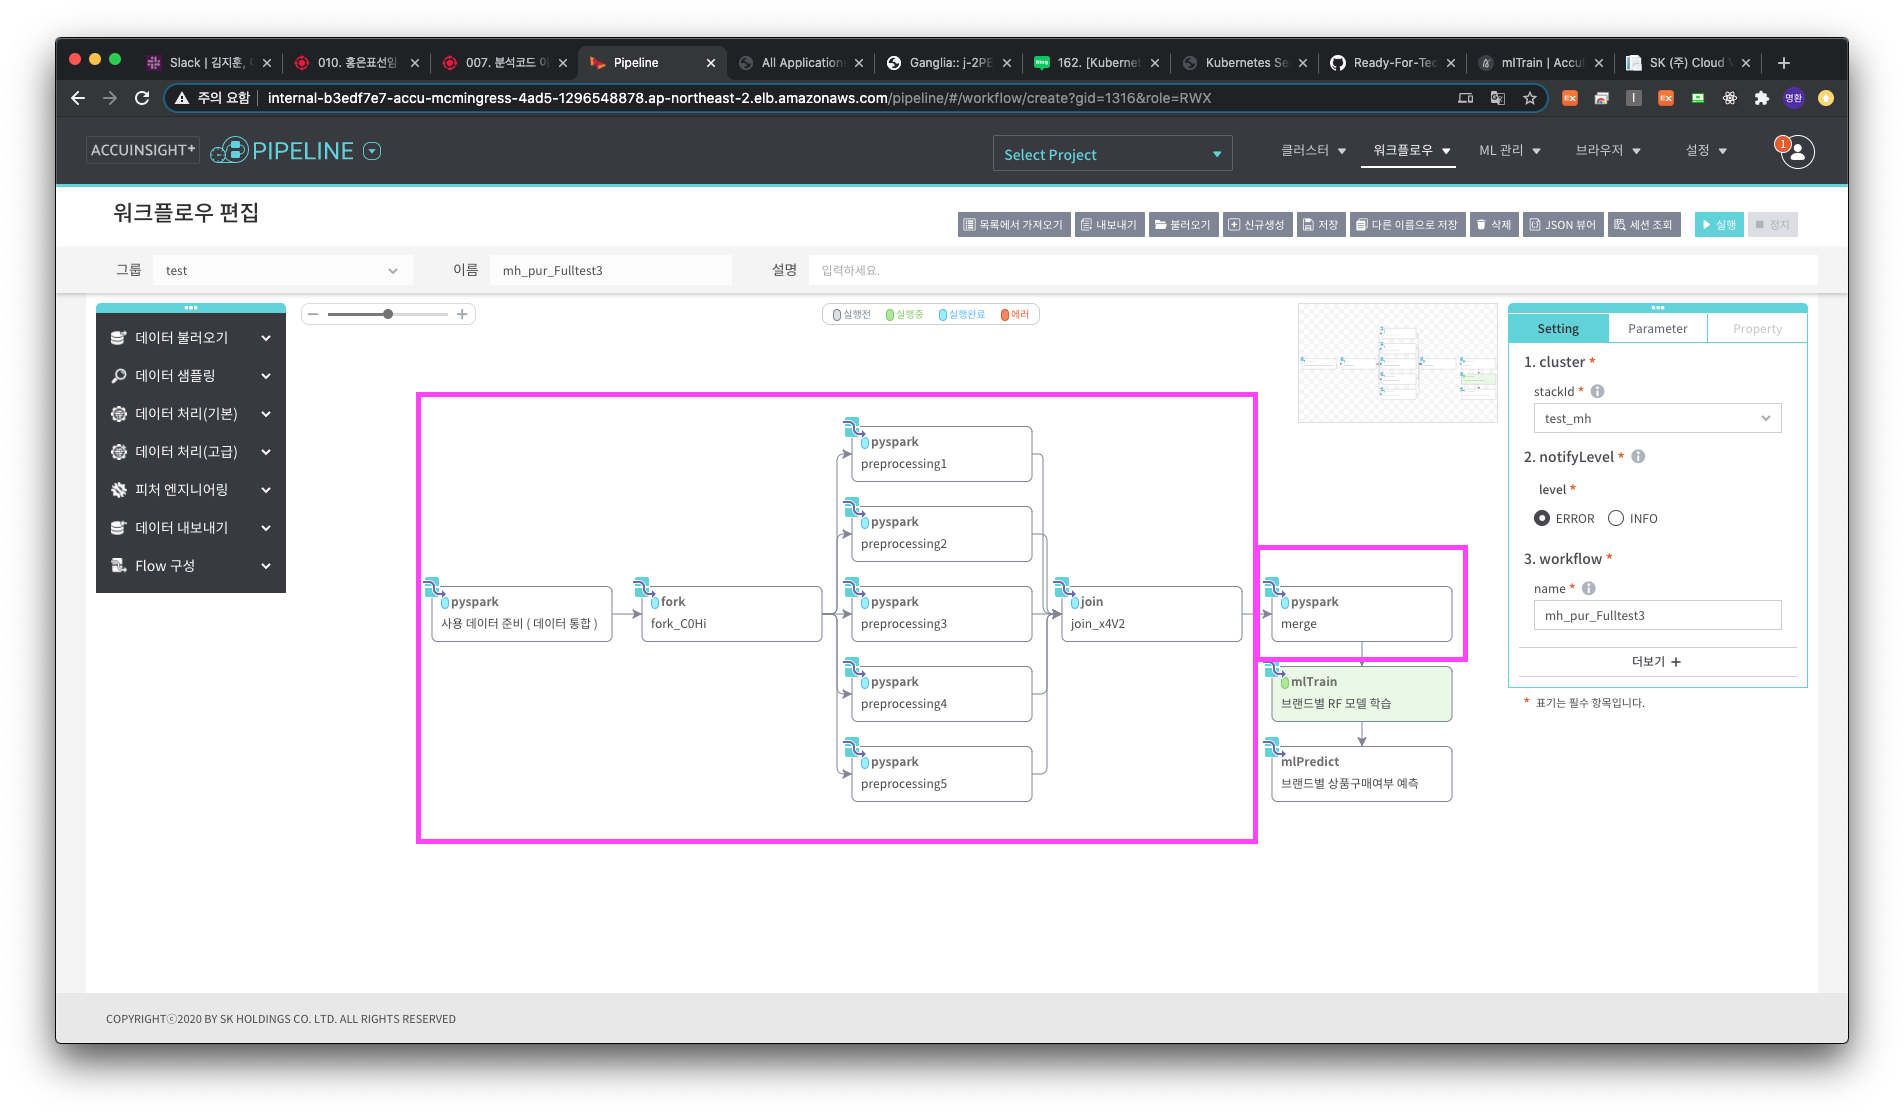 Slack | 김지훈,
010. 홍은표선임
007. 분석코드 이
Pipeline
All Applications
Ganglia:: j-2PE
162. [Kubernet
Kubernetes Se
Ready-For-Tec
mlTrain | Accu
SK (주) Cloud
주의 요함
internal-b3edf7e7-accu-mcmingress-4ad5-1296548878.ap-northeast-2.elb.amazonaws.com/pipeline/#/workflow/create?gid=1316&role=RWX
명환
ACCUINSIGHT+
PIPELINE
Select Project
클러스터
워크플로우
ML 관리
브라우저
설정
1
워크플로우 편집
목록에서 가져오기
내보내기
불러오기
신규생성
저장
다른 이름으로 저장
삭제
JSON 뷰어
세션 조회
실행
정지
그룹
test
이름
mh_pur_Fulltest3
설명
입력하세요.
데이터 불러오기
데이터 샘플링
데이터 처리(기본)
데이터 처리(고급)
피처 엔지니어링
데이터 내보내기
Flow 구성
실행전
실행중
실행완료
에러
pyspark
사용 데이터 준비 ( 데이터 통합 )
fork
fork_C0Hi
pyspark
preprocessing1
pyspark
preprocessing2
pyspark
preprocessing3
pyspark
preprocessing4
pyspark
preprocessing5
join
join_x4V2
pyspark
merge
mlTrain
브랜드별 RF 모델 학습
mlPredict
브랜드별 상품구매여부 예측
Setting
Parameter
Property
1. cluster *
stackId *
test_mh
2. notifyLevel *
level *
ERROR
INFO
3. workflow *
name *
mh_pur_Fulltest3
더보기 +
* 표기는 필수 항목입니다.
COPYRIGHTⓒ2020 BY SK HOLDINGS CO. LTD. ALL RIGHTS RESERVED